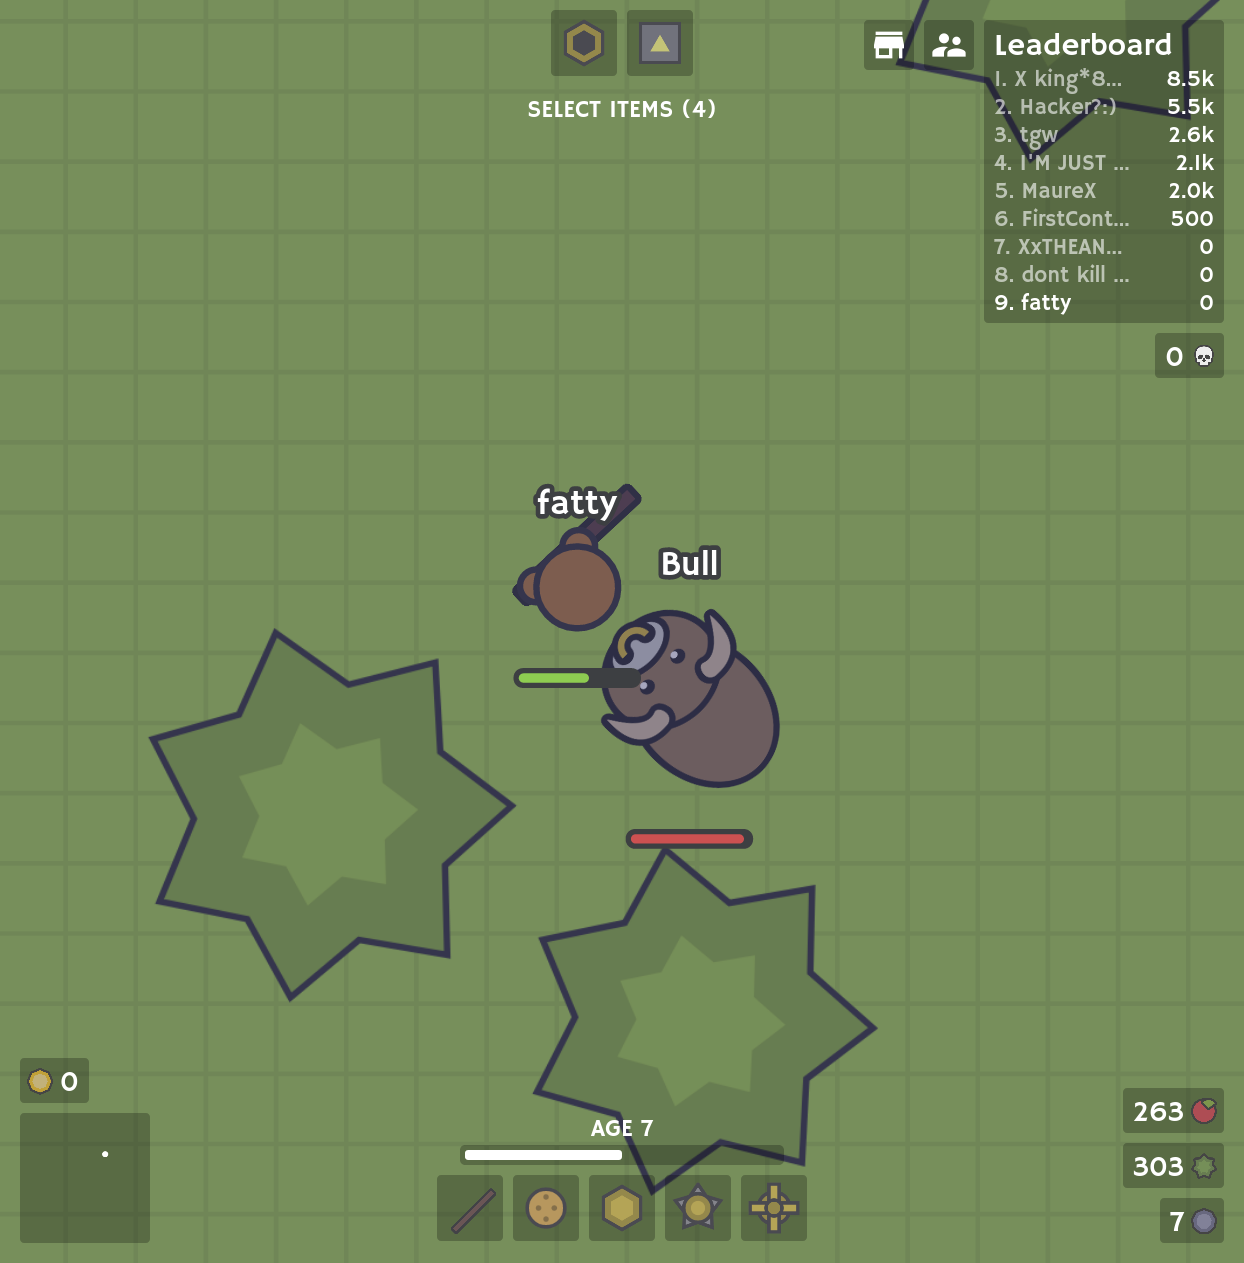 SELECT ITEMS (4)
Leaderboard
1. X king*8... 8.5k
2. Hacker?:) 5.5k
3. tgw 2.6k
4. I'M JUST ... 2.1k
5. MaureX 2.0k
6. FirstCont... 500
7. XxTHEAN... 0
8. dont kill ... 0
9. fatty 0
0
fatty
Bull
0
AGE 7
263
303
7